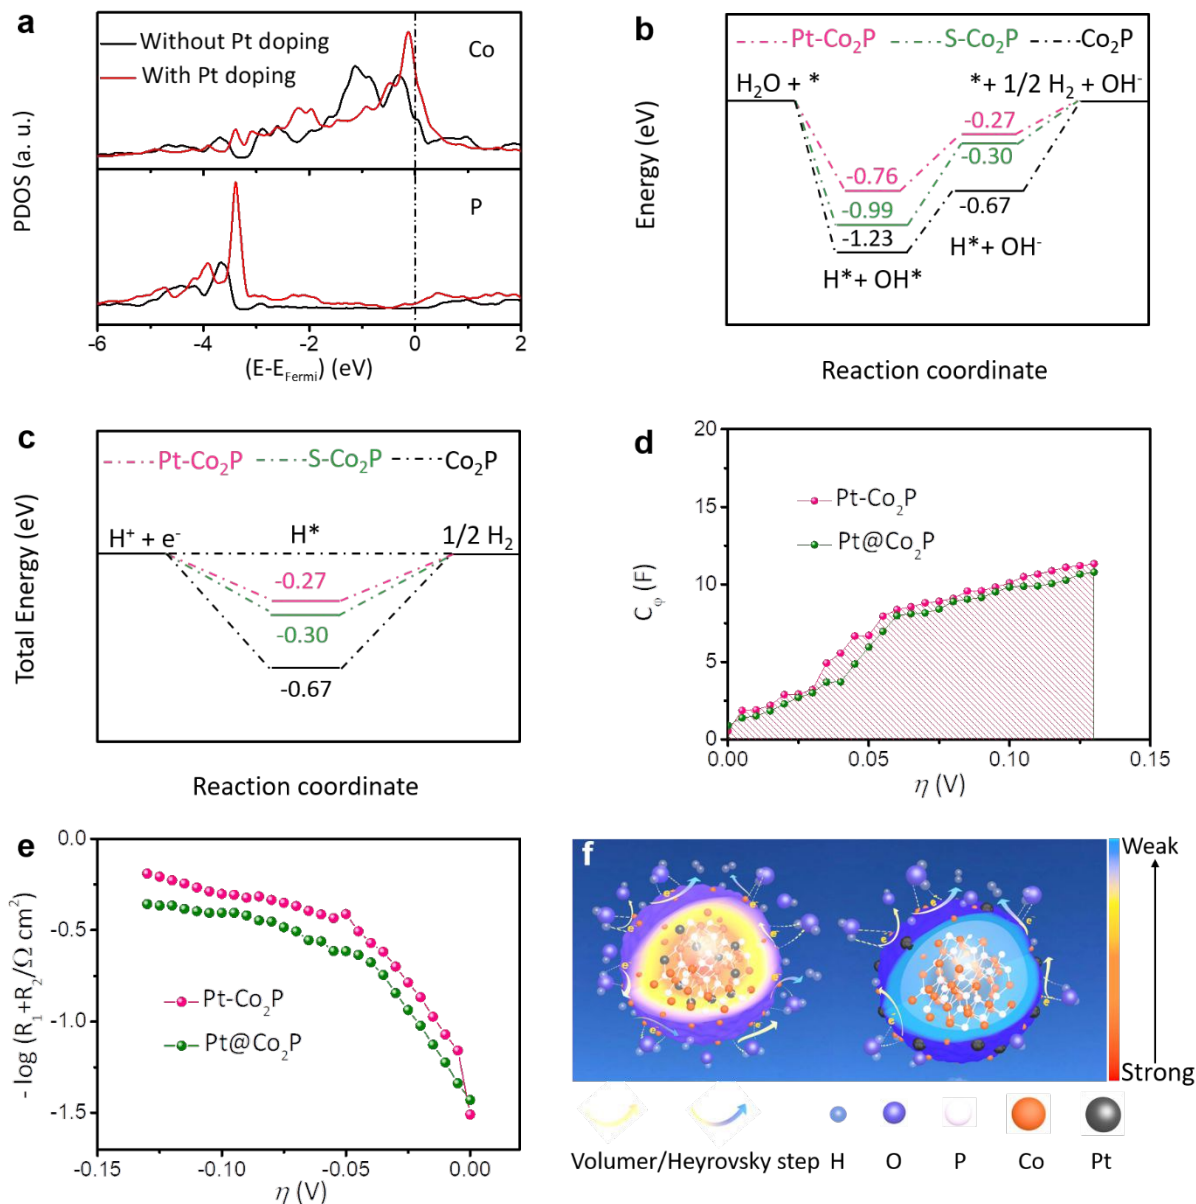 a
Without Pt doping
With Pt doping
Co
P
PDOS (a. u.)
-6
-4
-2
0
2
(E-E_Fermi) (eV)
b
Pt-Co₂P
S-Co₂P
Co₂P
H₂O + *
*+ 1/2 H₂ + OH⁻
-0.27
-0.30
-0.76
-0.99
-0.67
-1.23
H*+ OH⁻
H*+ OH*
Energy (eV)
Reaction coordinate
c
Pt-Co₂P
S-Co₂P
Co₂P
H⁺ + e⁻
H*
1/2 H₂
-0.27
-0.30
-0.67
Total Energy (eV)
Reaction coordinate
d
20
15
10
5
0
Pt-Co₂P
Pt@Co₂P
C_φ (F)
0.00
0.05
0.10
0.15
η (V)
e
0.0
-0.5
-1.0
-1.5
Pt-Co₂P
Pt@Co₂P
- log (R₁+R₂/Ω cm²)
-0.15
-0.10
-0.05
0.00
η (V)
f
Weak
Strong
Volumer/Heyrovsky step
H
O
P
Co
Pt